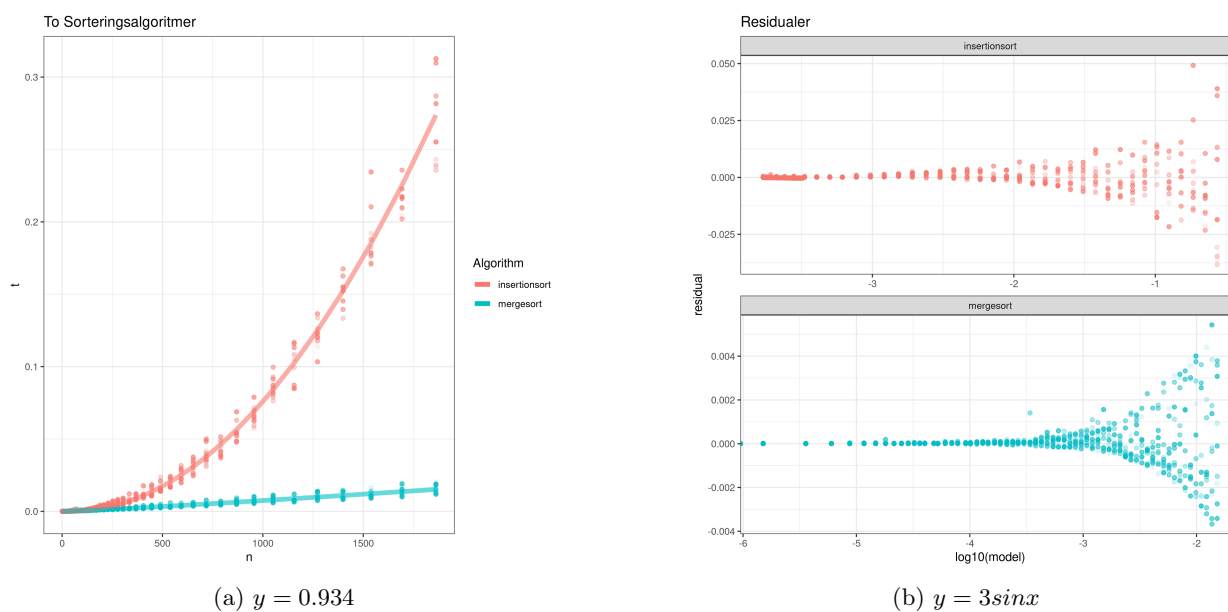 To Sorteringsalgoritmer
0.3
0.2
0.1
0.0
t
0
500
1000
1500
n
Algorithm
insertionsort
mergesort
(a) y = 0.934
Residualer
insertionsort
0.050
0.025
0.000
-0.025
-3
-2
-1
residual
mergesort
0.004
0.002
0.000
-0.002
-0.004
-6
-5
-4
-3
-2
log10(model)
(b) y = 3sinx